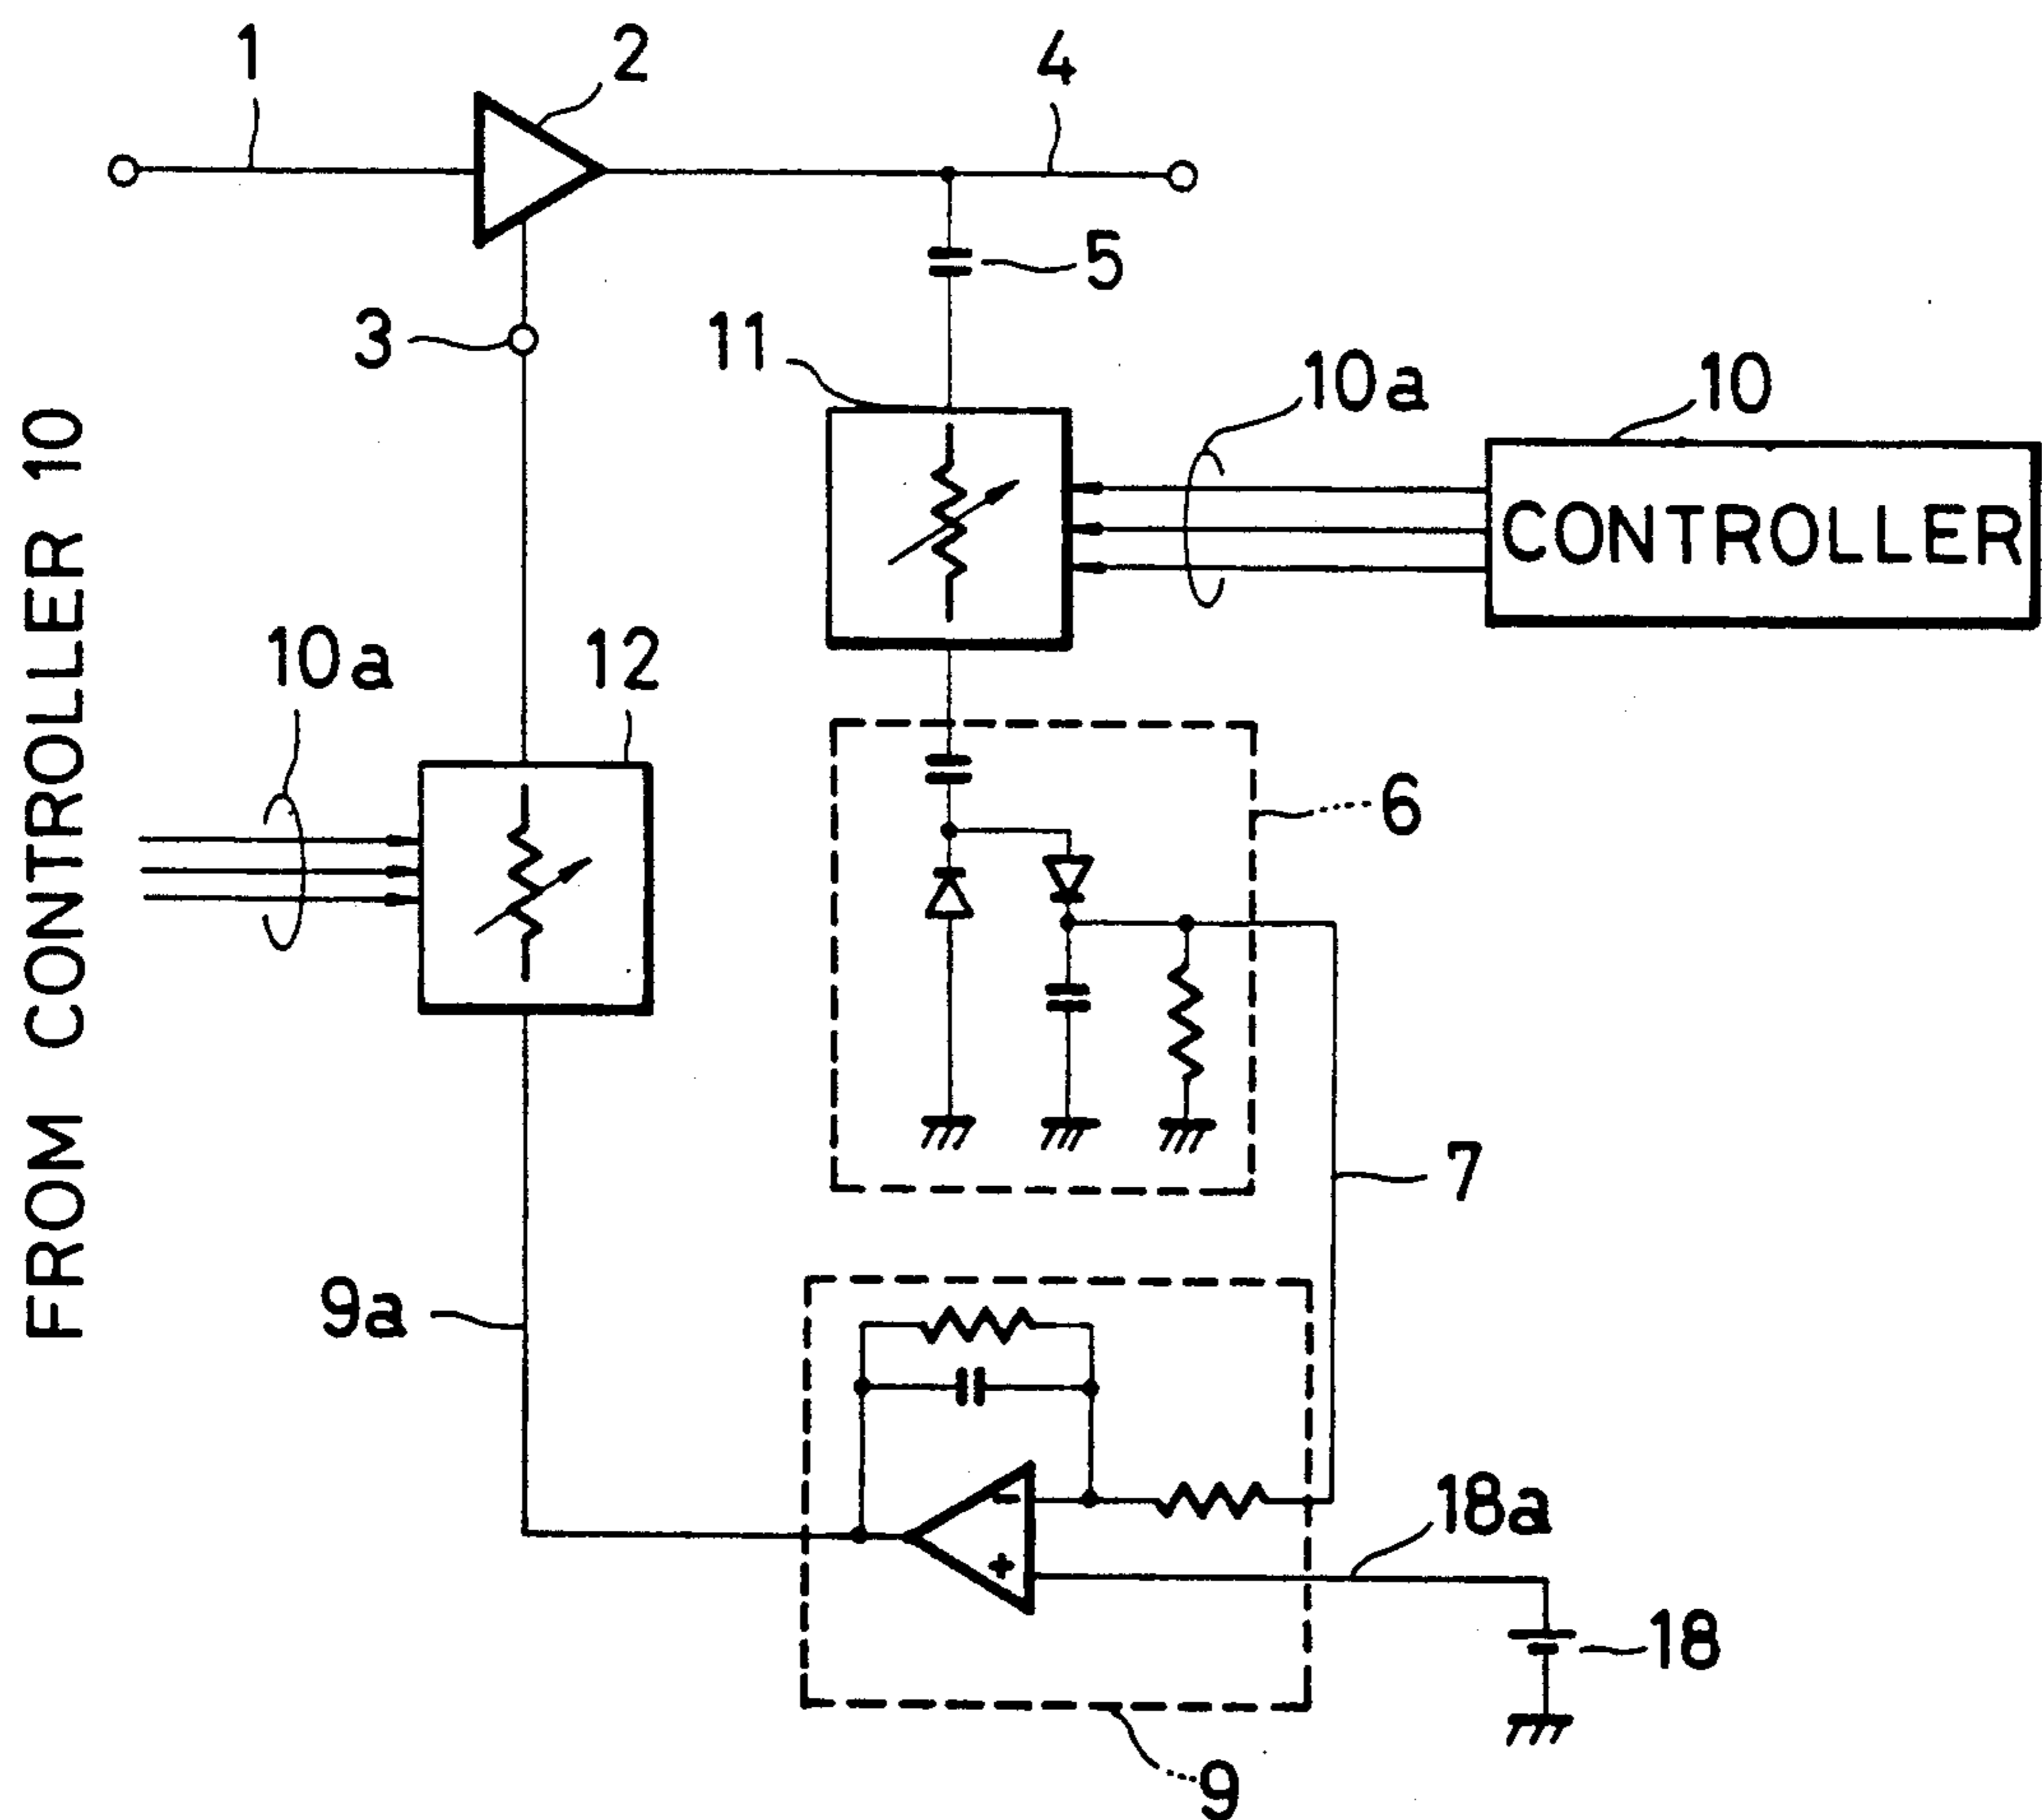 1
2
4
5
3
11
10a
10
CONTROLLER
FROM CONTROLLER 10
10a
12
6
7
9a
18a
-
+
18
9